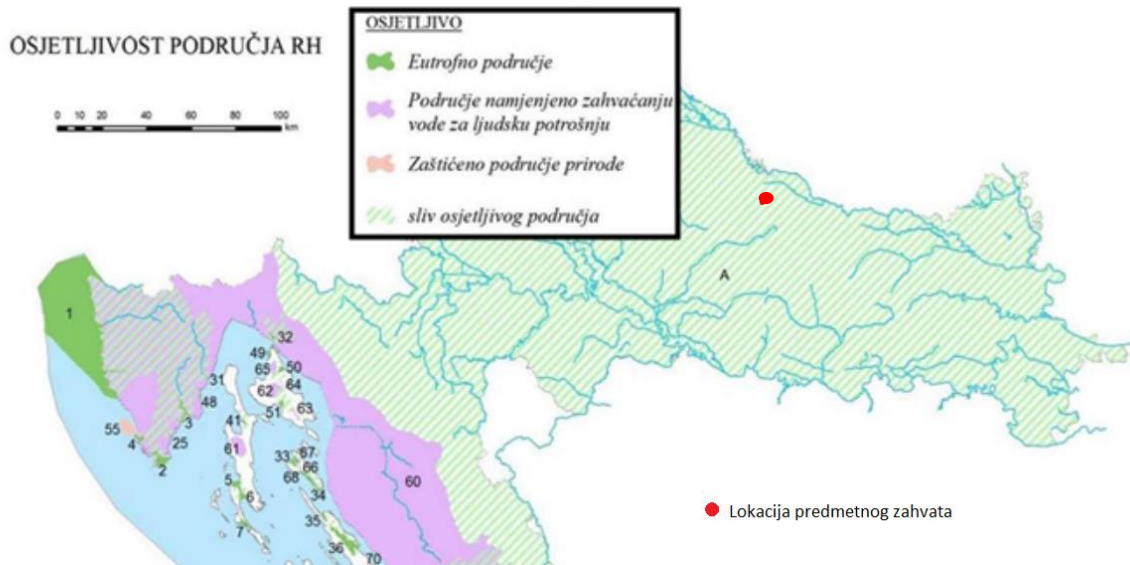 OSJETLJIVOST PODRUČJA RH
0 10 20 40 60 80 100
km
OSJETLJIVO
Eutrofno područje
Područje namjenjeno zahvaćanju
vode za ljudsku potrošnju
Zaštićeno područje prirode
sliv osjetljivog područja
A
1
32
49
65
50
31
62
64
48
51
63
3
41
55
4
25
61
2
33
67
66
68
60
5
6
34
7
35
36
70
Lokacija predmetnog zahvata